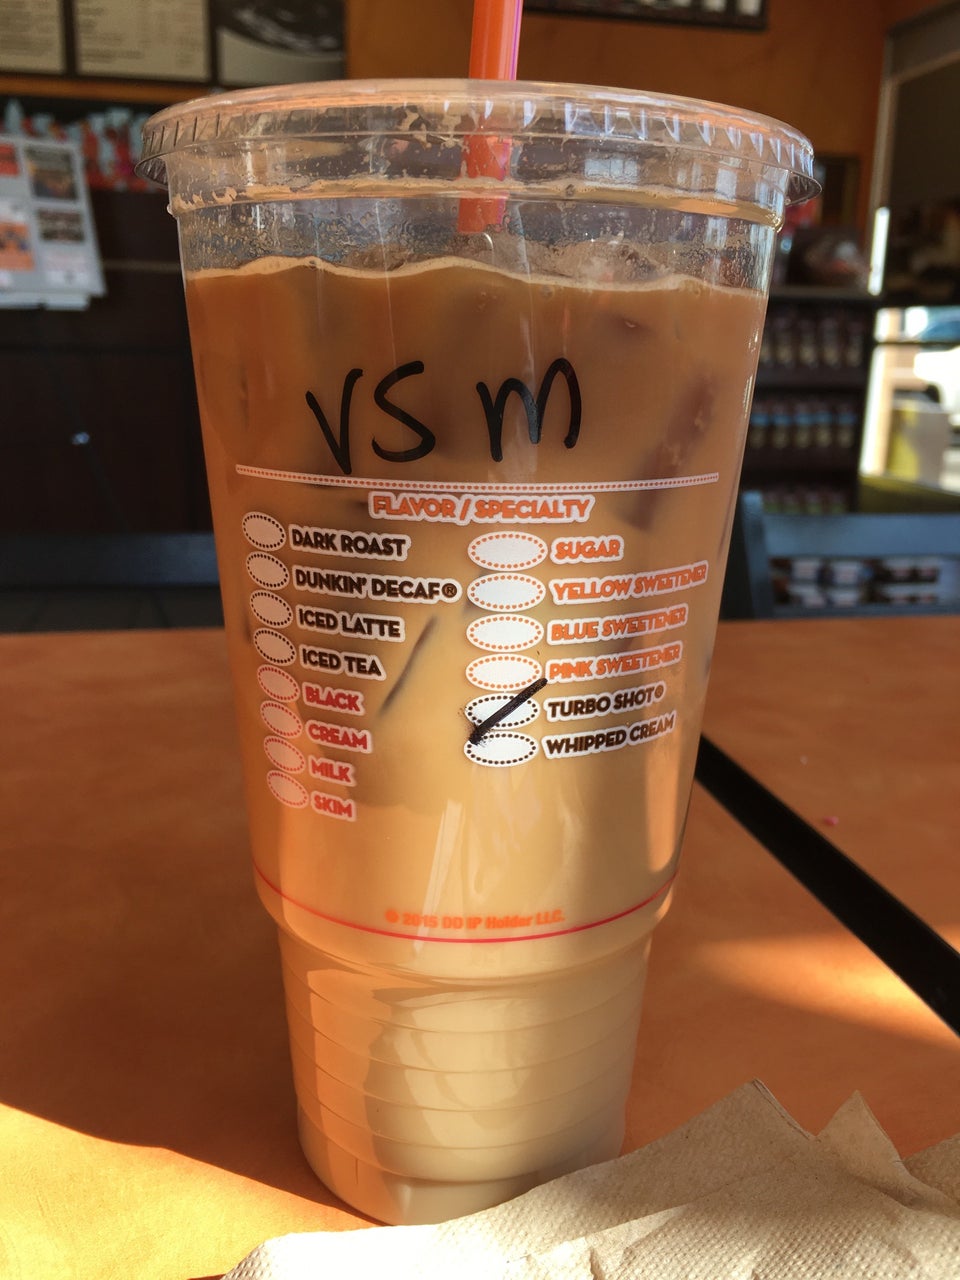 vsm
FLAVOR / SPECIALTY
DARK ROAST
DUNKIN' DECAF®
ICED LATTE
ICED TEA
BLACK
CREAM
MILK
SKIM
SUGAR
YELLOW SWEETENER
BLUE SWEETENER
PINK SWEETENER
TURBO SHOT®
WHIPPED CREAM
© 2015 DD IP Holder LLC.